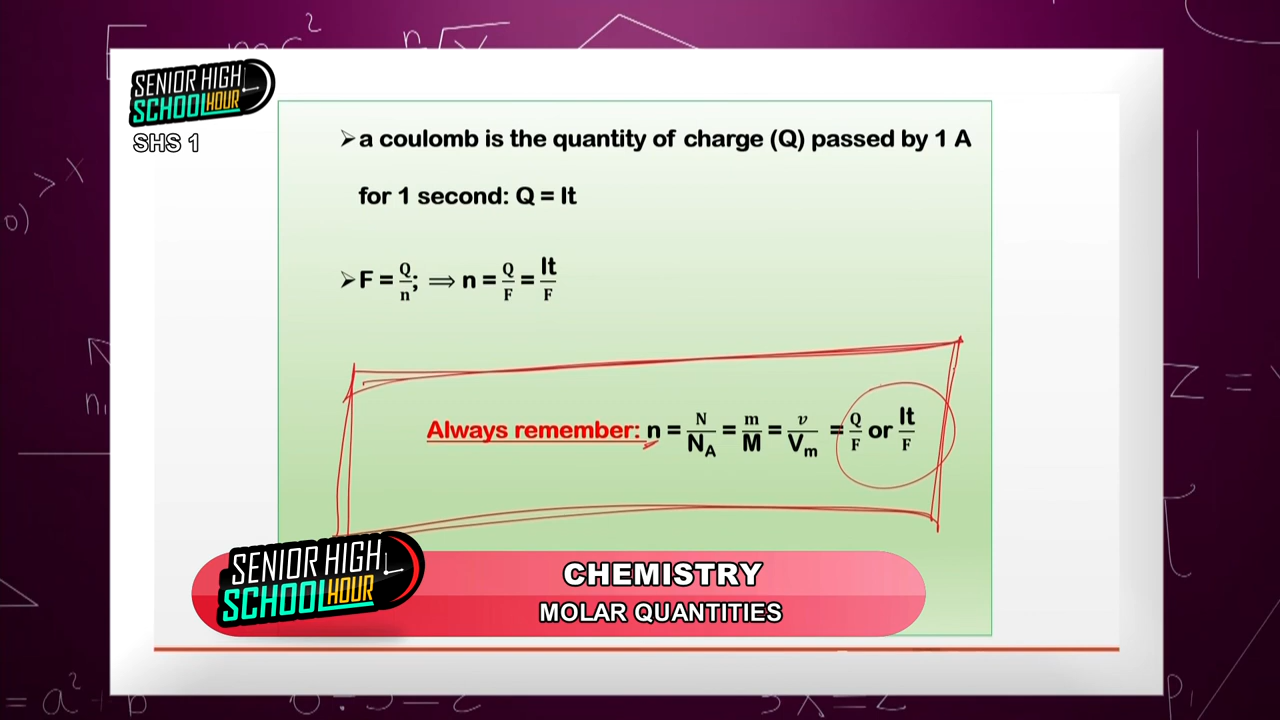 SENIOR HIGH
SCHOOL HOUR
SHS 1
➢a coulomb is the quantity of charge (Q) passed by 1 A
for 1 second: Q = It
➢F = Q/n; ⟹ n = Q/F = It/F
Always remember: n = N/N_A = m/M = v/V_m = Q/F or It/F
SENIOR HIGH
SCHOOL HOUR
CHEMISTRY
MOLAR QUANTITIES